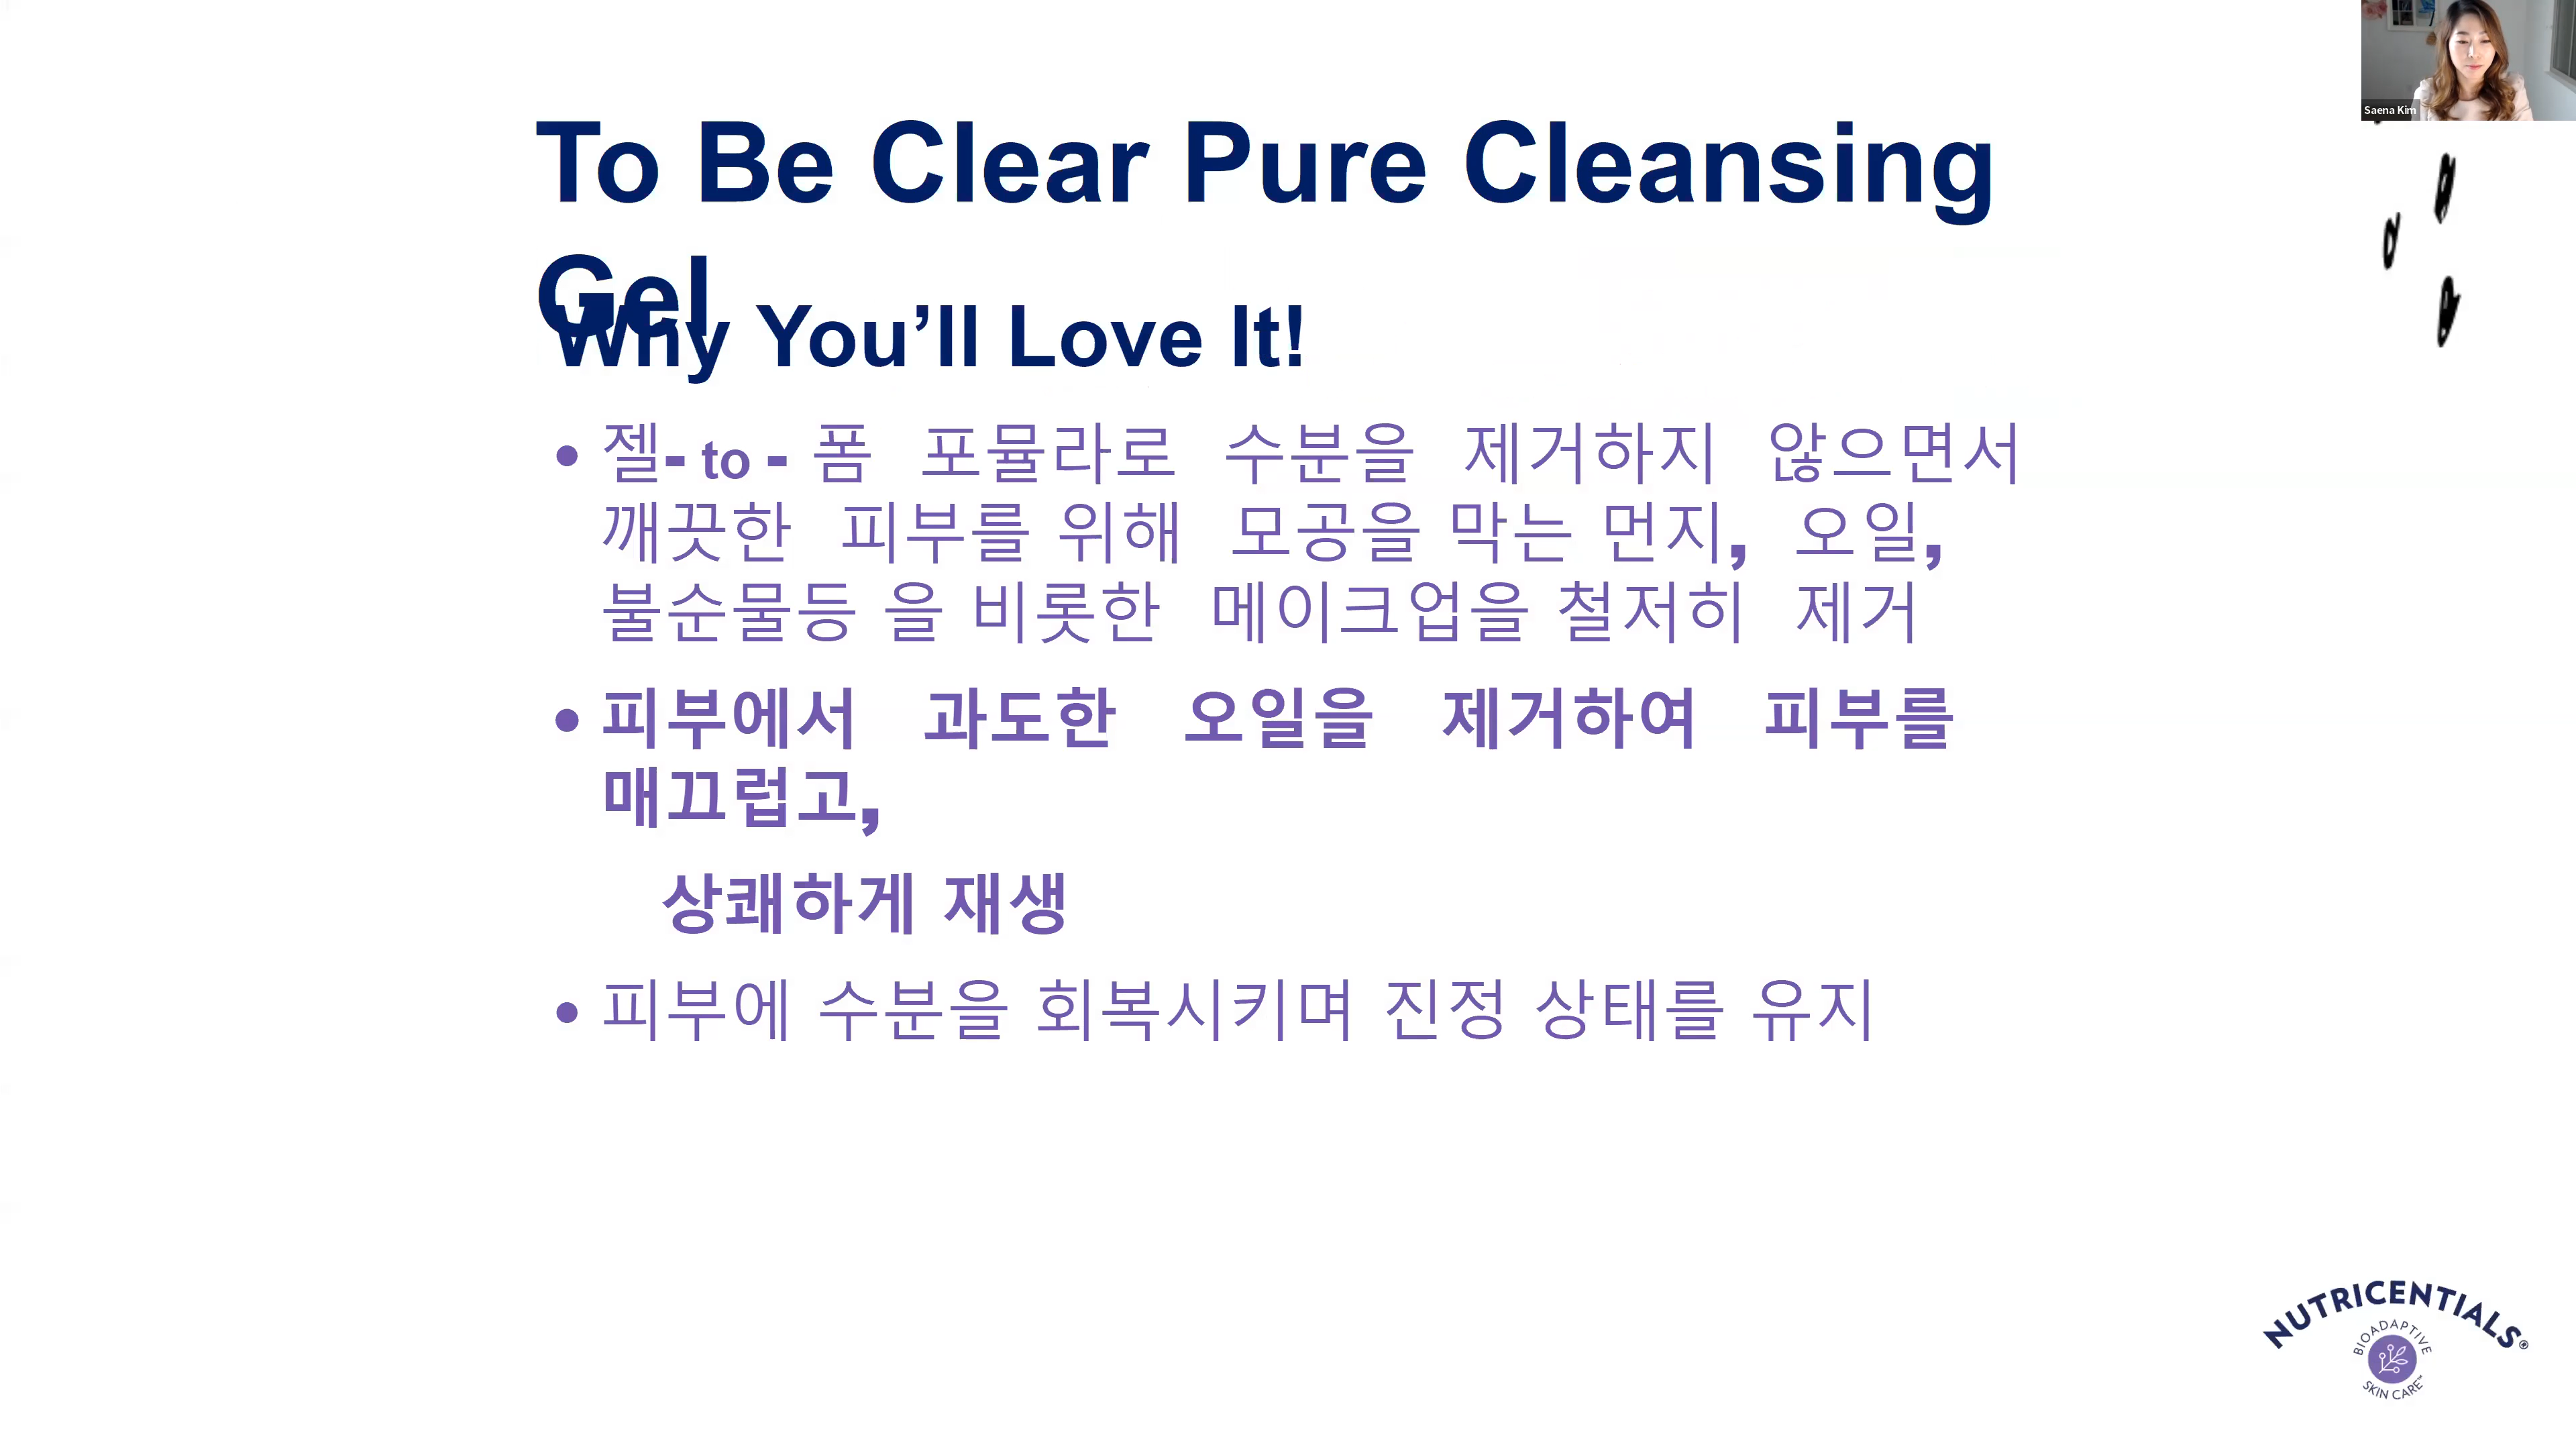 Saena Kim
To Be Clear Pure Cleansing
Gel
Why You’ll Love It!
• 젤- to - 폼 포뮬라로 수분을 제거하지 않으면서
깨끗한 피부를 위해 모공을 막는 먼지, 오일,
불순물등 을 비롯한 메이크업을 철저히 제거
• 피부에서 과도한 오일을 제거하여 피부를
매끄럽고,
상쾌하게 재생
• 피부에 수분을 회복시키며 진정 상태를 유지
NUTRICENTIALS®
BIOADAPTIVE
SKIN CARE™